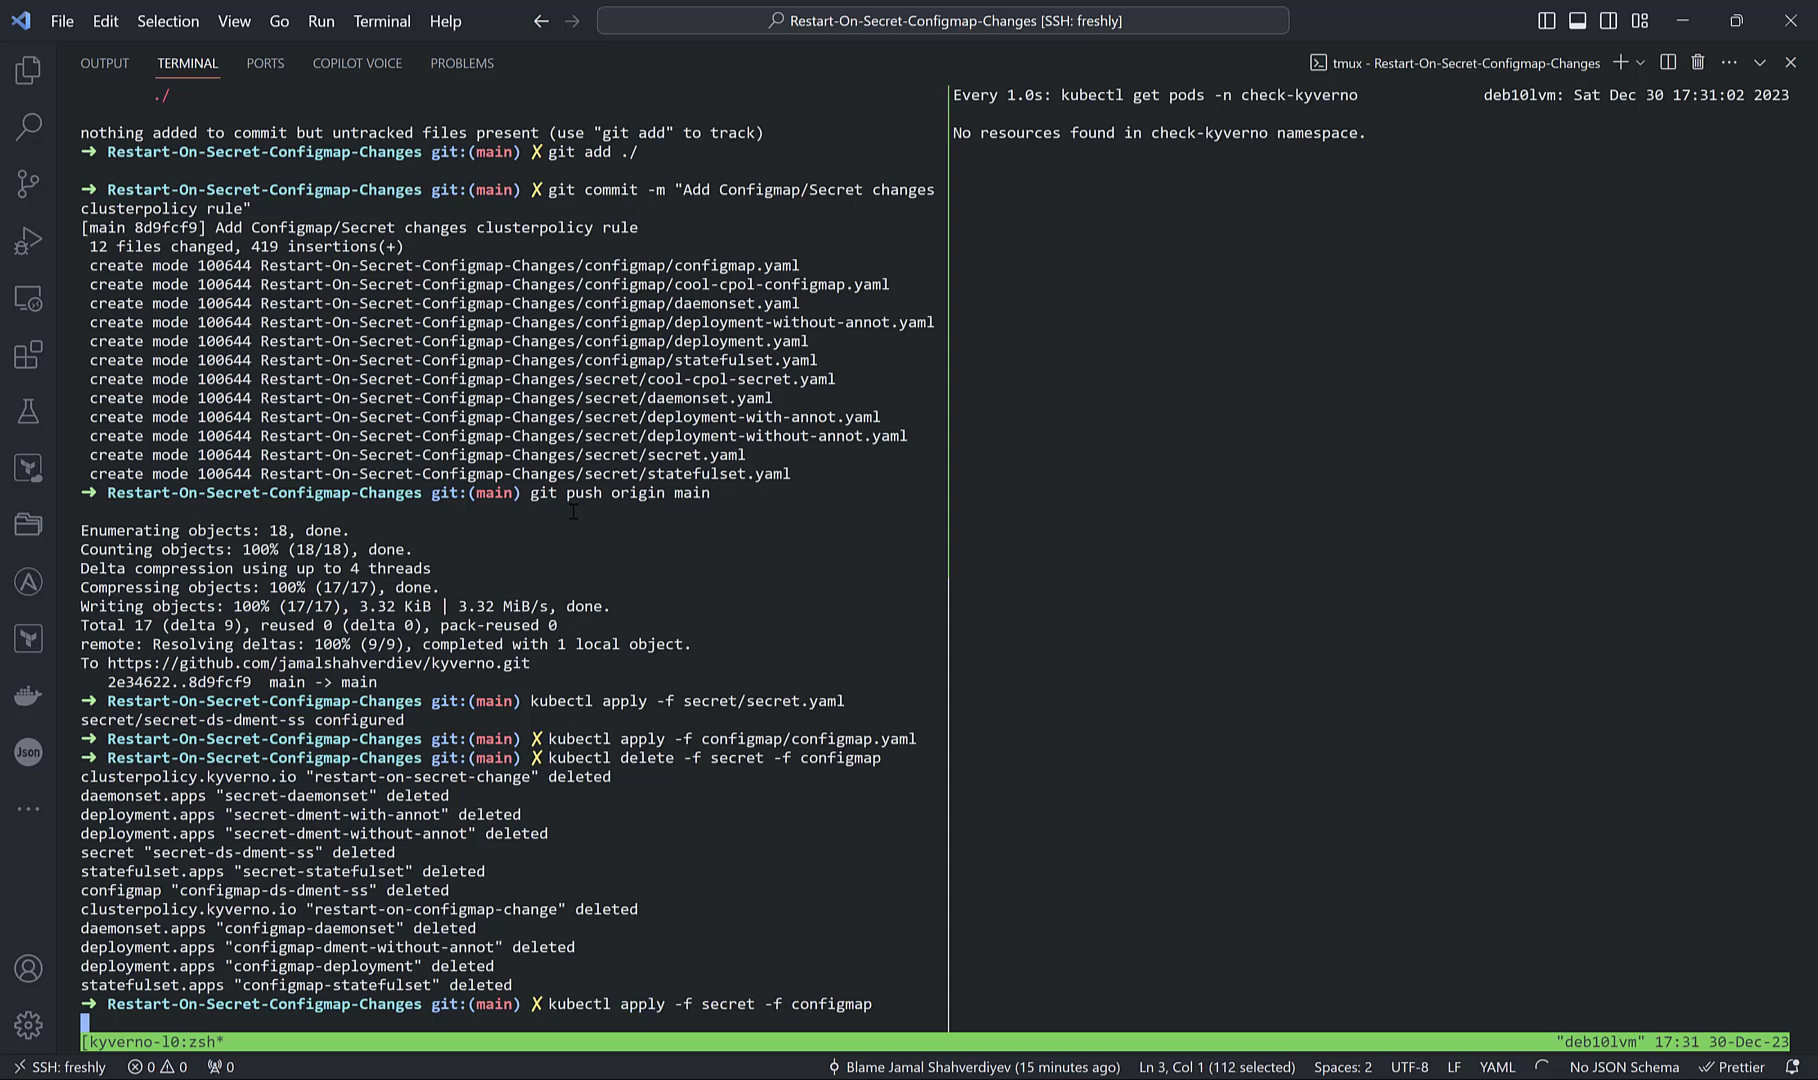 File Edit Selection View Go Run Terminal Help
Restart-On-Secret-Configmap-Changes [SSH: freshly]
OUTPUT TERMINAL PORTS COPILOT VOICE PROBLEMS
tmux - Restart-On-Secret-Configmap-Changes
./
nothing added to commit but untracked files present (use "git add" to track)
➜ Restart-On-Secret-Configmap-Changes git:(main) ✗ git add ./
➜ Restart-On-Secret-Configmap-Changes git:(main) ✗ git commit -m "Add Configmap/Secret changes
clusterpolicy rule"
[main 8d9fcf9] Add Configmap/Secret changes clusterpolicy rule
12 files changed, 419 insertions(+)
create mode 100644 Restart-On-Secret-Configmap-Changes/configmap/configmap.yaml
create mode 100644 Restart-On-Secret-Configmap-Changes/configmap/cool-cpol-configmap.yaml
create mode 100644 Restart-On-Secret-Configmap-Changes/configmap/daemonset.yaml
create mode 100644 Restart-On-Secret-Configmap-Changes/configmap/deployment-without-annot.yaml
create mode 100644 Restart-On-Secret-Configmap-Changes/configmap/deployment.yaml
create mode 100644 Restart-On-Secret-Configmap-Changes/configmap/statefulset.yaml
create mode 100644 Restart-On-Secret-Configmap-Changes/secret/cool-cpol-secret.yaml
create mode 100644 Restart-On-Secret-Configmap-Changes/secret/daemonset.yaml
create mode 100644 Restart-On-Secret-Configmap-Changes/secret/deployment-with-annot.yaml
create mode 100644 Restart-On-Secret-Configmap-Changes/secret/deployment-without-annot.yaml
create mode 100644 Restart-On-Secret-Configmap-Changes/secret/secret.yaml
create mode 100644 Restart-On-Secret-Configmap-Changes/secret/statefulset.yaml
➜ Restart-On-Secret-Configmap-Changes git:(main) git push origin main
Enumerating objects: 18, done.
Counting objects: 100% (18/18), done.
Delta compression using up to 4 threads
Compressing objects: 100% (17/17), done.
Writing objects: 100% (17/17), 3.32 KiB | 3.32 MiB/s, done.
Total 17 (delta 9), reused 0 (delta 0), pack-reused 0
remote: Resolving deltas: 100% (9/9), completed with 1 local object.
To https://github.com/jamalshahverdiev/kyverno.git
2e34622..8d9fcf9 main -> main
➜ Restart-On-Secret-Configmap-Changes git:(main) kubectl apply -f secret/secret.yaml
secret/secret-ds-dment-ss configured
➜ Restart-On-Secret-Configmap-Changes git:(main) ✗ kubectl apply -f configmap/configmap.yaml
➜ Restart-On-Secret-Configmap-Changes git:(main) ✗ kubectl delete -f secret -f configmap
clusterpolicy.kyverno.io "restart-on-secret-change" deleted
daemonset.apps "secret-daemonset" deleted
deployment.apps "secret-dment-with-annot" deleted
deployment.apps "secret-dment-without-annot" deleted
secret "secret-ds-dment-ss" deleted
statefulset.apps "secret-statefulset" deleted
configmap "configmap-ds-dment-ss" deleted
clusterpolicy.kyverno.io "restart-on-configmap-change" deleted
daemonset.apps "configmap-daemonset" deleted
deployment.apps "configmap-dment-without-annot" deleted
deployment.apps "configmap-deployment" deleted
statefulset.apps "configmap-statefulset" deleted
➜ Restart-On-Secret-Configmap-Changes git:(main) ✗ kubectl apply -f secret -f configmap
Every 1.0s: kubectl get pods -n check-kyverno deb10lvm: Sat Dec 30 17:31:02 2023
No resources found in check-kyverno namespace.
Json
[kyverno-l0:zsh* "deb10lvm" 17:31 30-Dec-23
SSH: freshly 0 0 0 Blame Jamal Shahverdiyev (15 minutes ago) Ln 3, Col 1 (112 selected) Spaces: 2 UTF-8 LF YAML No JSON Schema Prettier